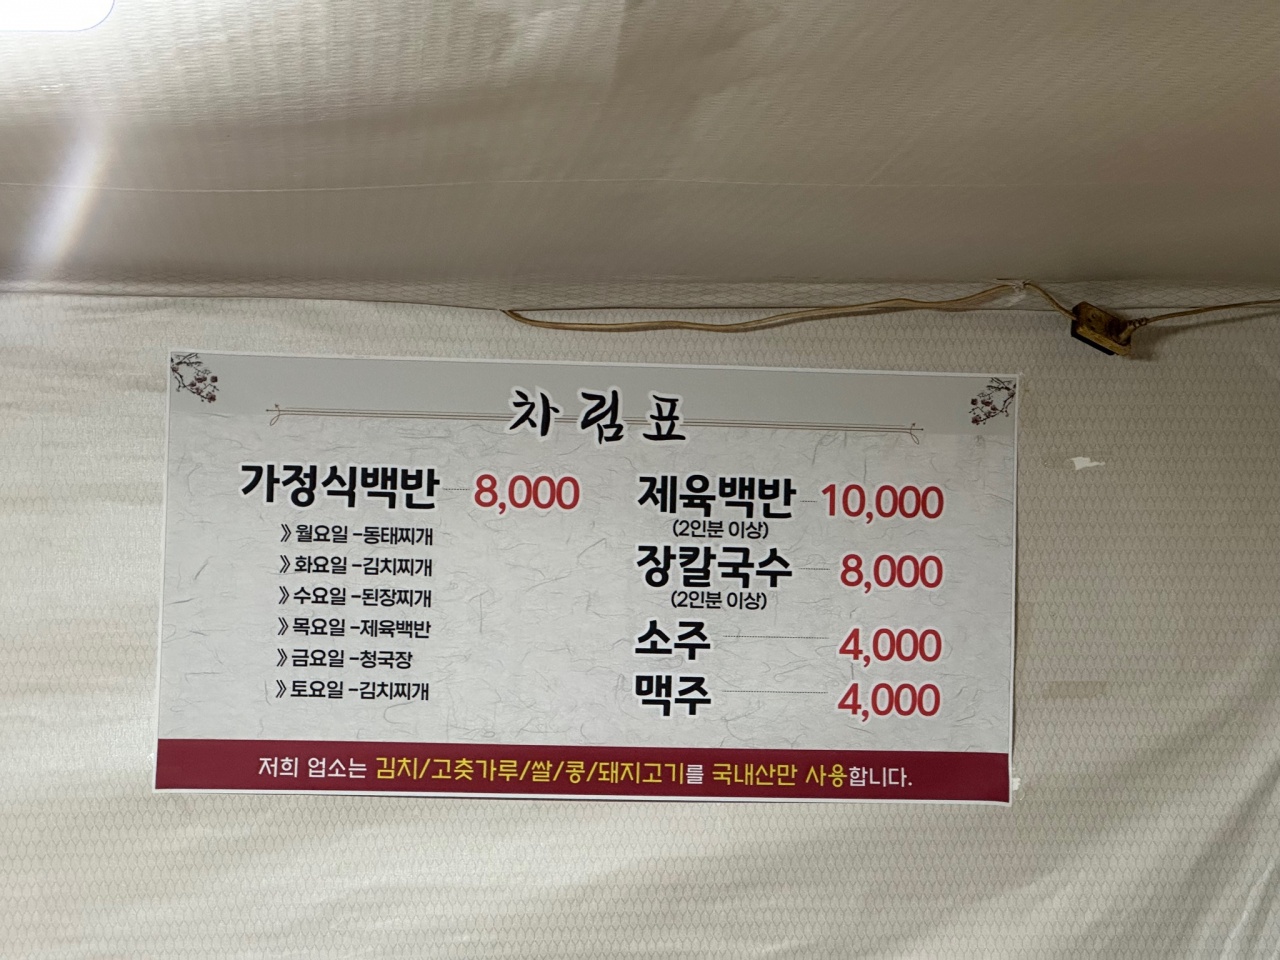 차림표
가정식백반 8,000
》월요일 -동태찌개
》화요일 -김치찌개
》수요일 -된장찌개
》목요일 -제육백반
》금요일 -청국장
》토요일 -김치찌개
제육백반 10,000
(2인분 이상)
장칼국수 8,000
(2인분 이상)
소주 4,000
맥주 4,000
저희 업소는 김치/고춧가루/쌀/콩/돼지고기를 국내산만 사용합니다.